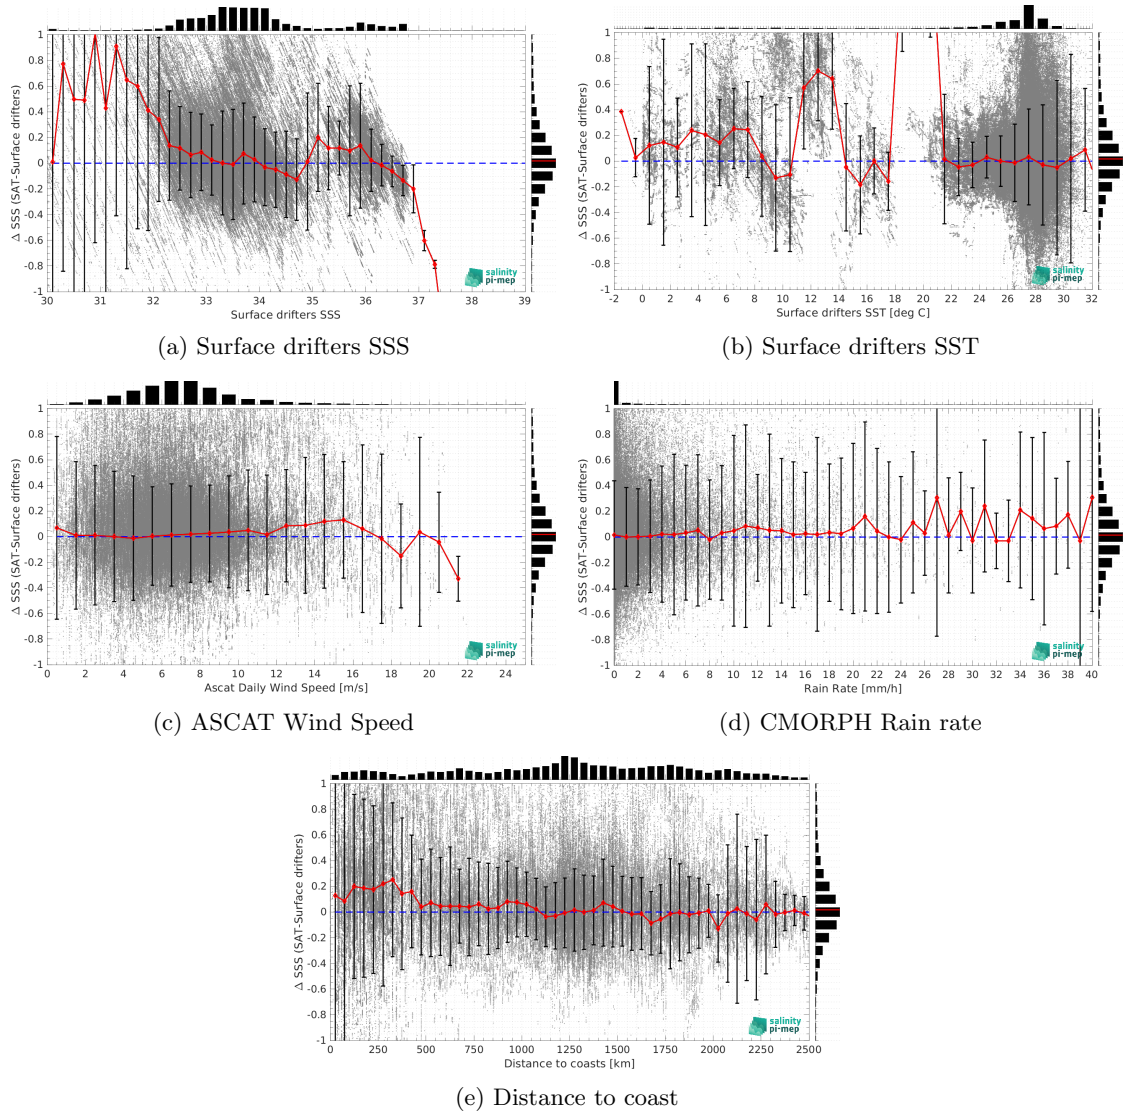 Δ SSS (SAT-Surface drifters)
1
0.8
0.6
0.4
0.2
0
-0.2
-0.4
-0.6
-0.8
-1
salinity
pi-mep
30 31 32 33 34 35 36 37 38 39
Surface drifters SSS
(a) Surface drifters SSS
Δ SSS (SAT-Surface drifters)
1
0.8
0.6
0.4
0.2
0
-0.2
-0.4
-0.6
-0.8
-1
salinity
pi-mep
-2 0 2 4 6 8 10 12 14 16 18 20 22 24 26 28 30 32
Surface drifters SST [deg C]
(b) Surface drifters SST
Δ SSS (SAT-Surface drifters)
1
0.8
0.6
0.4
0.2
0
-0.2
-0.4
-0.6
-0.8
-1
salinity
pi-mep
0 2 4 6 8 10 12 14 16 18 20 22 24
Ascat Daily Wind Speed [m/s]
(c) ASCAT Wind Speed
Δ SSS (SAT-Surface drifters)
1
0.8
0.6
0.4
0.2
0
-0.2
-0.4
-0.6
-0.8
-1
salinity
pi-mep
0 2 4 6 8 10 12 14 16 18 20 22 24 26 28 30 32 34 36 38 40
Rain Rate [mm/h]
(d) CMORPH Rain rate
Δ SSS (SAT-Surface drifters)
1
0.8
0.6
0.4
0.2
0
-0.2
-0.4
-0.6
-0.8
-1
salinity
pi-mep
0 250 500 750 1000 1250 1500 1750 2000 2250 2500
Distance to coasts [km]
(e) Distance to coast